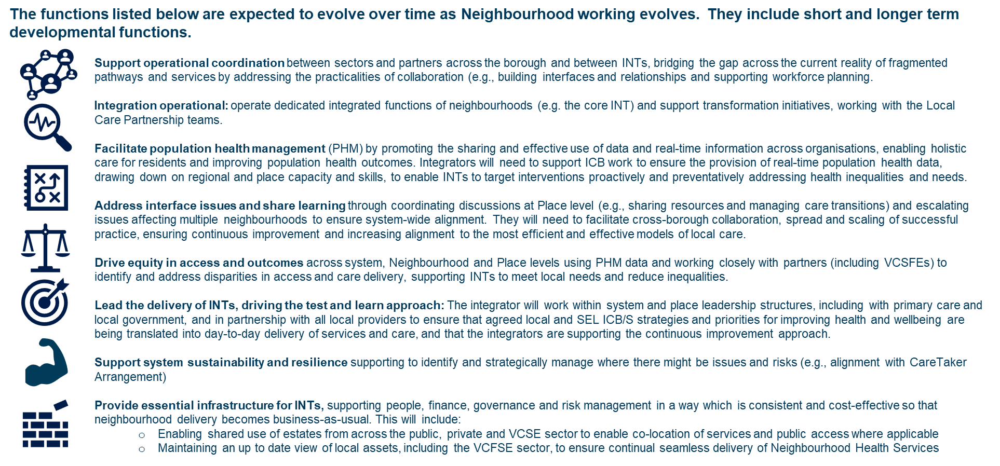 The functions listed below are expected to evolve over time as Neighbourhood working evolves. They include short and longer term
developmental functions.
Support operational coordination between sectors and partners across the borough and between INTs, bridging the gap across the current reality of fragmented
pathways and services by addressing the practicalities of collaboration (e.g., building interfaces and relationships and supporting workforce planning.
Integration operational: operate dedicated integrated functions of neighbourhoods (e.g. the core INT) and support transformation initiatives, working with the Local
Care Partnership teams.
Facilitate population health management (PHM) by promoting the sharing and effective use of data and real-time information across organisations, enabling holistic
care for residents and improving population health outcomes. Integrators will need to support ICB work to ensure the provision of real-time population health data,
drawing down on regional and place capacity and skills, to enable INTs to target interventions proactively and preventatively addressing health inequalities and needs.
Address interface issues and share learning through coordinating discussions at Place level (e.g., sharing resources and managing care transitions) and escalating
issues affecting multiple neighbourhoods to ensure system-wide alignment. They will need to facilitate cross-borough collaboration, spread and scaling of successful
practice, ensuring continuous improvement and increasing alignment to the most efficient and effective models of local care.
Drive equity in access and outcomes across system, Neighbourhood and Place levels using PHM data and working closely with partners (including VCSFEs) to
identify and address disparities in access and care delivery, supporting INTs to meet local needs and reduce inequalities.
Lead the delivery of INTs, driving the test and learn approach: The integrator will work within system and place leadership structures, including with primary care and
local government, and in partnership with all local providers to ensure that agreed local and SEL ICB/S strategies and priorities for improving health and wellbeing are
being translated into day-to-day delivery of services and care, and that the integrators are supporting the continuous improvement approach.
Support system sustainability and resilience supporting to identify and strategically manage where there might be issues and risks (e.g., alignment with CareTaker
Arrangement)
Provide essential infrastructure for INTs, supporting people, finance, governance and risk management in a way which is consistent and cost-effective so that
neighbourhood delivery becomes business-as-usual. This will include:
o Enabling shared use of estates from across the public, private and VCSE sector to enable co-location of services and public access where applicable
o Maintaining an up to date view of local assets, including the VCFSE sector, to ensure continual seamless delivery of Neighbourhood Health Services